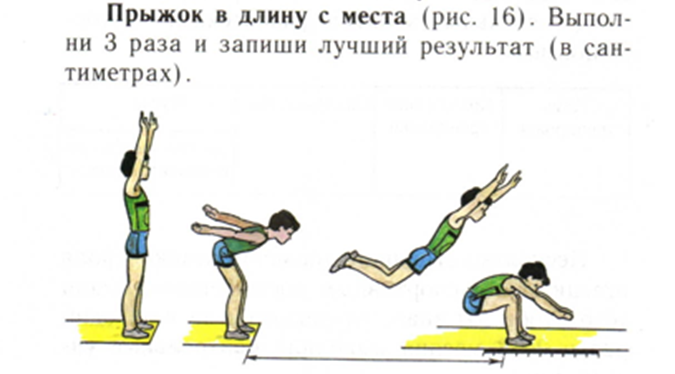 Прыжок в длину с места (рис. 16). Выпол-
ни 3 раза и запиши лучший результат (в сан-
тиметрах).